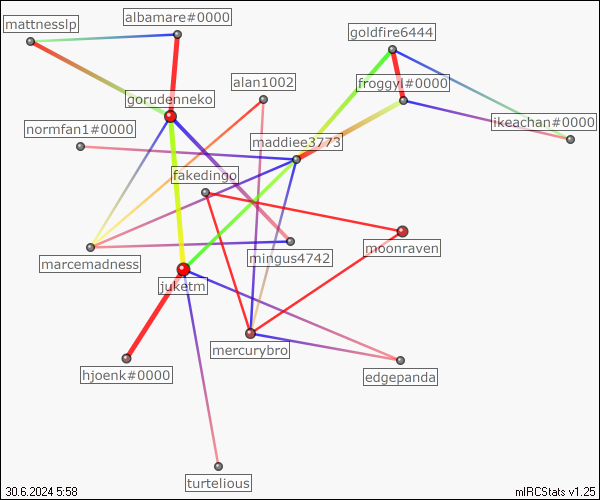 albamare#0000
mattnesslp
goldfire6444
alan1002
froggyl#0000
gorudenneko
normfan1#0000
ikeachan#0000
maddiee3773
fakedingo
moonraven
marcemadness
mingus4742
juketm
mercurybro
hjoenk#0000
edgepanda
turtelious
30.6.2024 5:58
mIRCStats v1.25